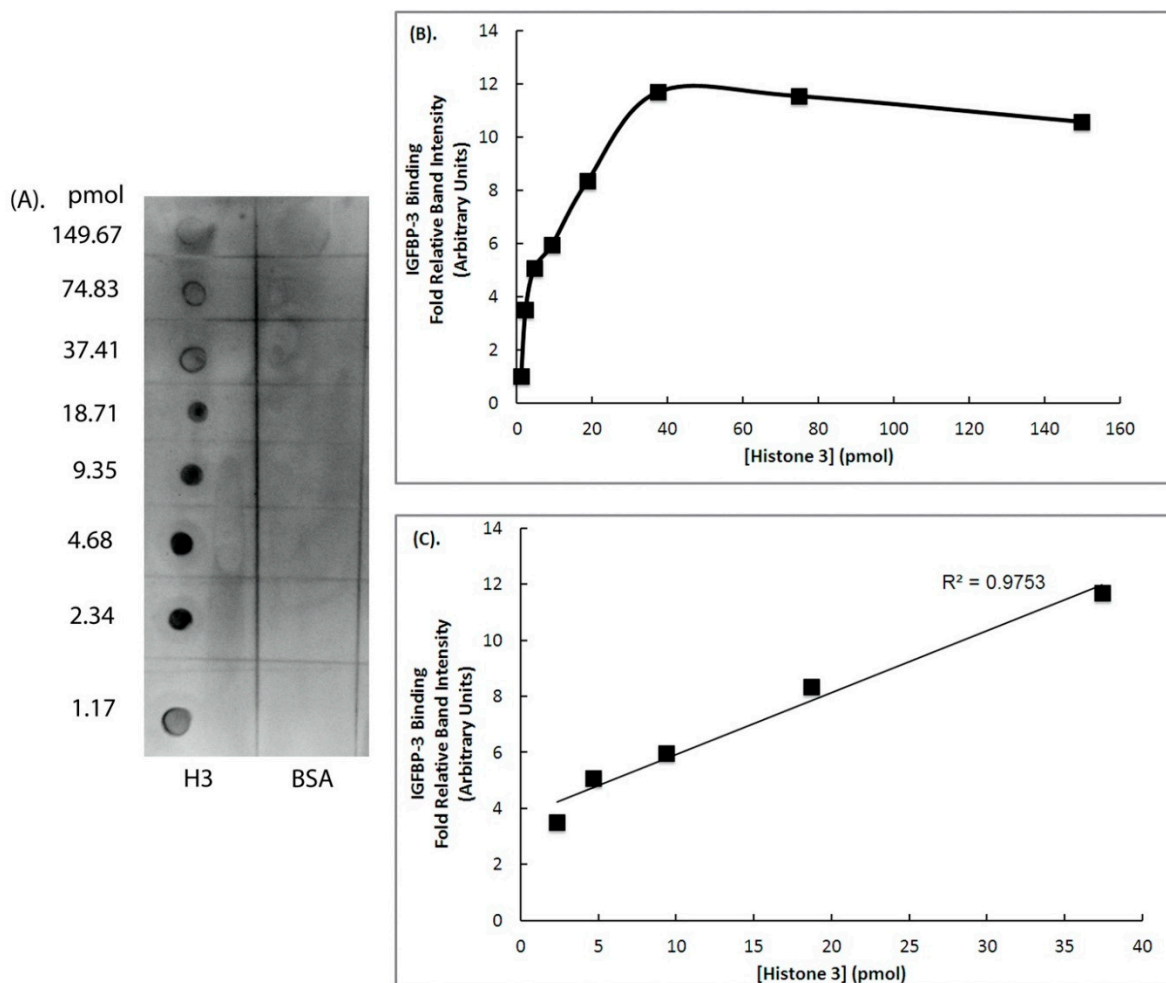 (A). pmol
149.67
74.83
37.41
18.71
9.35
4.68
2.34
1.17
H3 BSA
(B).
IGFBP-3 Binding
Fold Relative Band Intensity
(Arbitrary Units)
14
12
10
8
6
4
2
0
0 20 40 60 80 100 120 140 160
[Histone 3] (pmol)
(C).
R² = 0.9753
IGFBP-3 Binding
Fold Relative Band Intensity
(Arbitrary Units)
14
12
10
8
6
4
2
0
0 5 10 15 20 25 30 35 40
[Histone 3] (pmol)